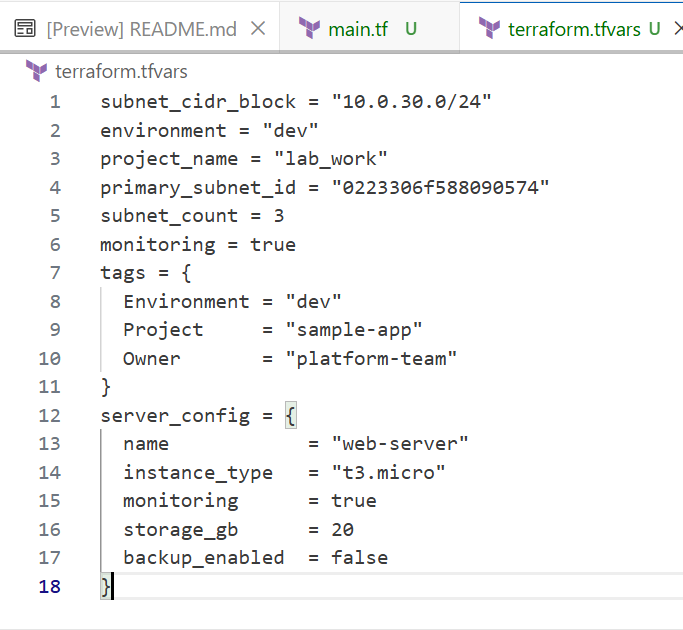 [Preview] README.md
main.tf U
terraform.tfvars U
terraform.tfvars
1 subnet_cidr_block = "10.0.30.0/24"
2 environment = "dev"
3 project_name = "lab_work"
4 primary_subnet_id = "0223306f588090574"
5 subnet_count = 3
6 monitoring = true
7 tags = {
8   Environment = "dev"
9   Project     = "sample-app"
10   Owner       = "platform-team"
11 }
12 server_config = {
13   name            = "web-server"
14   instance_type   = "t3.micro"
15   monitoring      = true
16   storage_gb      = 20
17   backup_enabled  = false
18 }